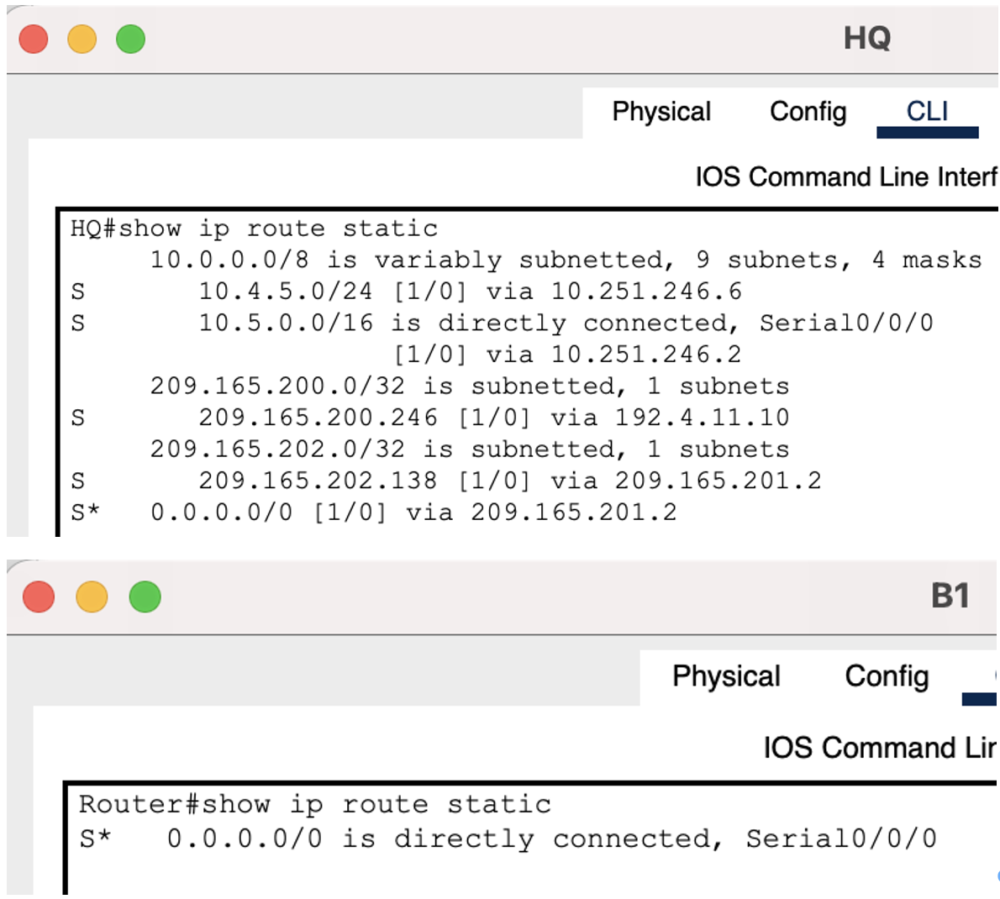 HQ
Physical Config CLI
IOS Command Line Interf
HQ#show ip route static
10.0.0.0/8 is variably subnetted, 9 subnets, 4 masks
S 10.4.5.0/24 [1/0] via 10.251.246.6
S 10.5.0.0/16 is directly connected, Serial0/0/0
[1/0] via 10.251.246.2
209.165.200.0/32 is subnetted, 1 subnets
S 209.165.200.246 [1/0] via 192.4.11.10
209.165.202.0/32 is subnetted, 1 subnets
S 209.165.202.138 [1/0] via 209.165.201.2
S* 0.0.0.0/0 [1/0] via 209.165.201.2
B1
Physical Config
IOS Command Lin
Router#show ip route static
S* 0.0.0.0/0 is directly connected, Serial0/0/0